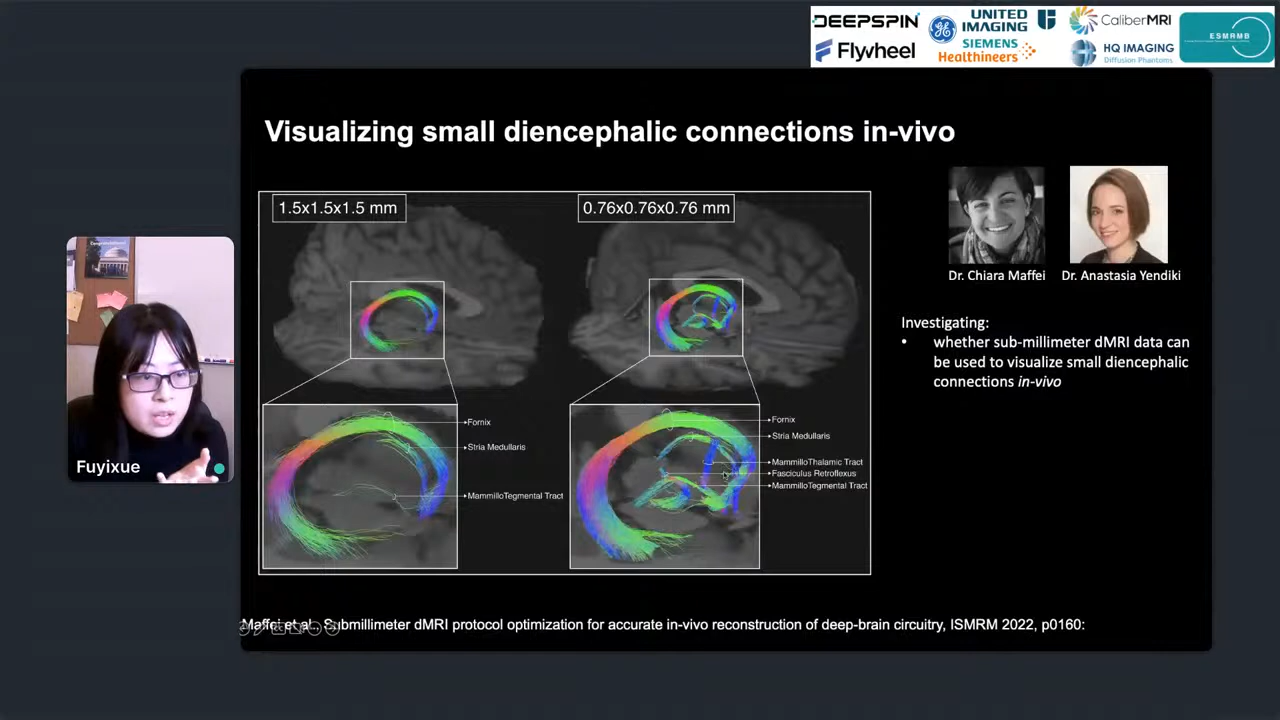 DEEPSPIN
UNITED
IMAGING
CaliberMRI
ESMRMB
Flywheel
SIEMENS
Healthineers
HQ IMAGING
Diffusion Phantoms
Visualizing small diencephalic connections in-vivo
1.5x1.5x1.5 mm
0.76x0.76x0.76 mm
Dr. Chiara Maffei
Dr. Anastasia Yendiki
Investigating:
• whether sub-millimeter dMRI data can
be used to visualize small diencephalic
connections in-vivo
Fornix
Stria Medullaris
MammilloTegmental Tract
Fornix
Stria Medullaris
MammilloThalamic Tract
Fasciculus Retroflexus
MammilloTegmental Tract
Fuyixue
Maffei et al., Submillimeter dMRI protocol optimization for accurate in-vivo reconstruction of deep-brain circuitry, ISMRM 2022, p0160: